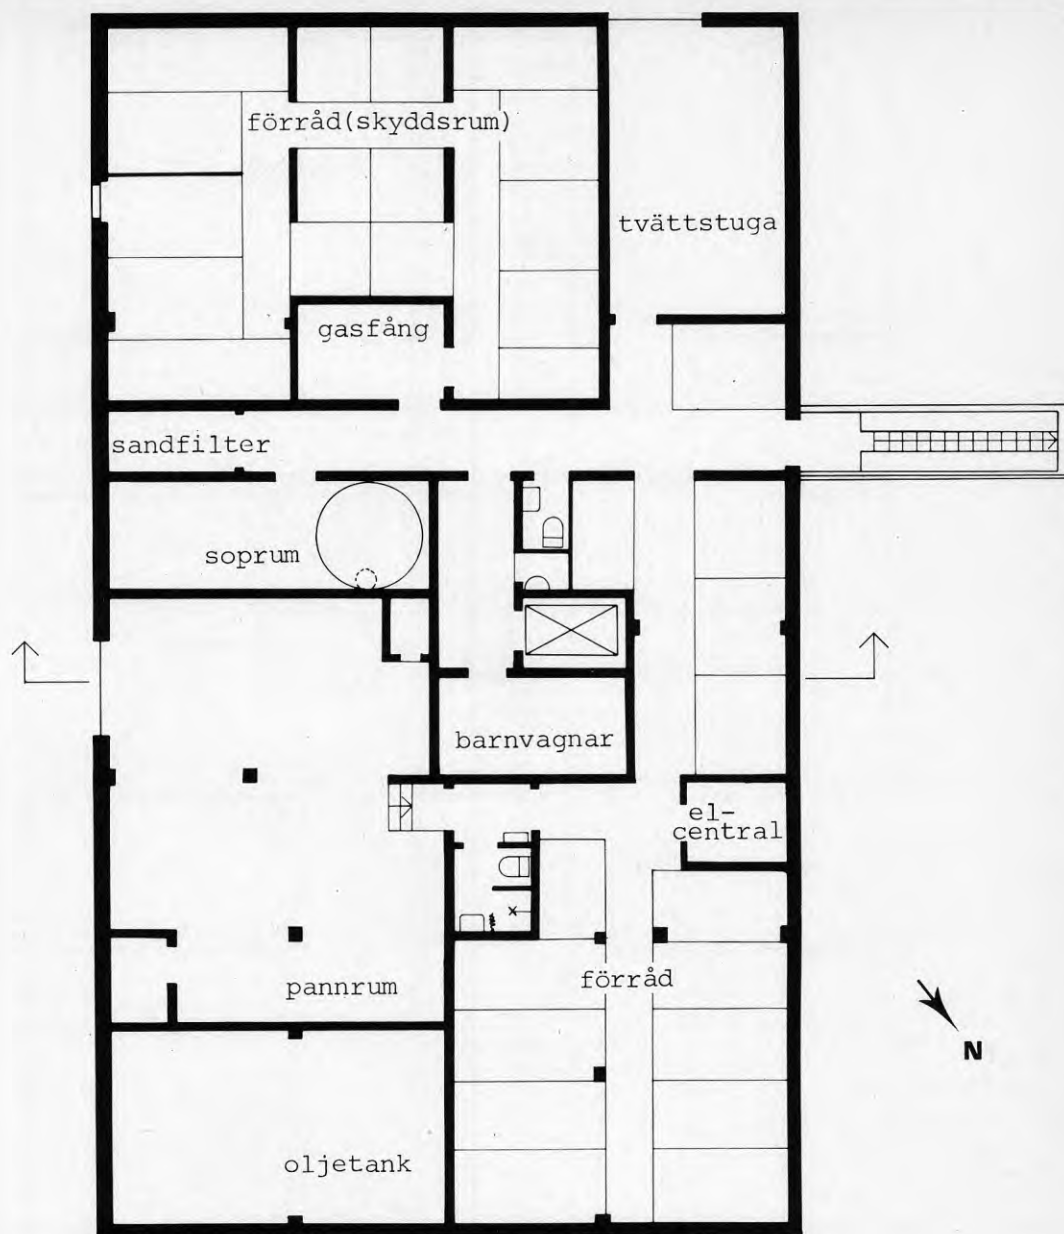 förråd(skyddsrum)
tvättstuga
gasfång
sandfilter
soprum
barnvagnar
el-
central
förråd
pannrum
N
oljetank